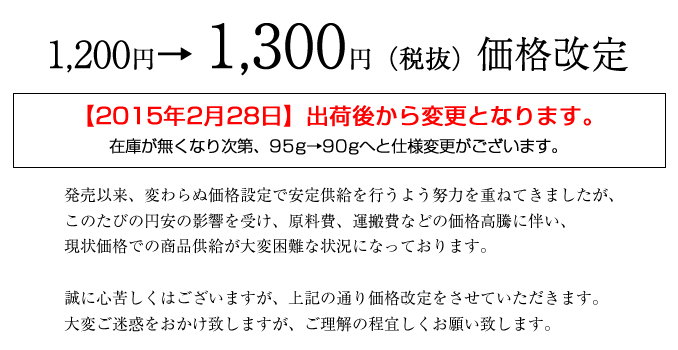 1,200円→ 1,300円（税抜）価格改定
【2015年2月28日】出荷後から変更となります。
在庫が無くなり次第、95g→90gへと仕様変更がございます。
発売以来、変わらぬ価格設定で安定供給を行うよう努力を重ねてきましたが、
このたびの円安の影響を受け、原料費、運搬費などの価格高騰に伴い、
現状価格での商品供給が大変困難な状況になっております。
誠に心苦しくはございますが、上記の通り価格改定をさせていただきます。
大変ご迷惑をおかけ致しますが、ご理解の程宜しくお願い致します。